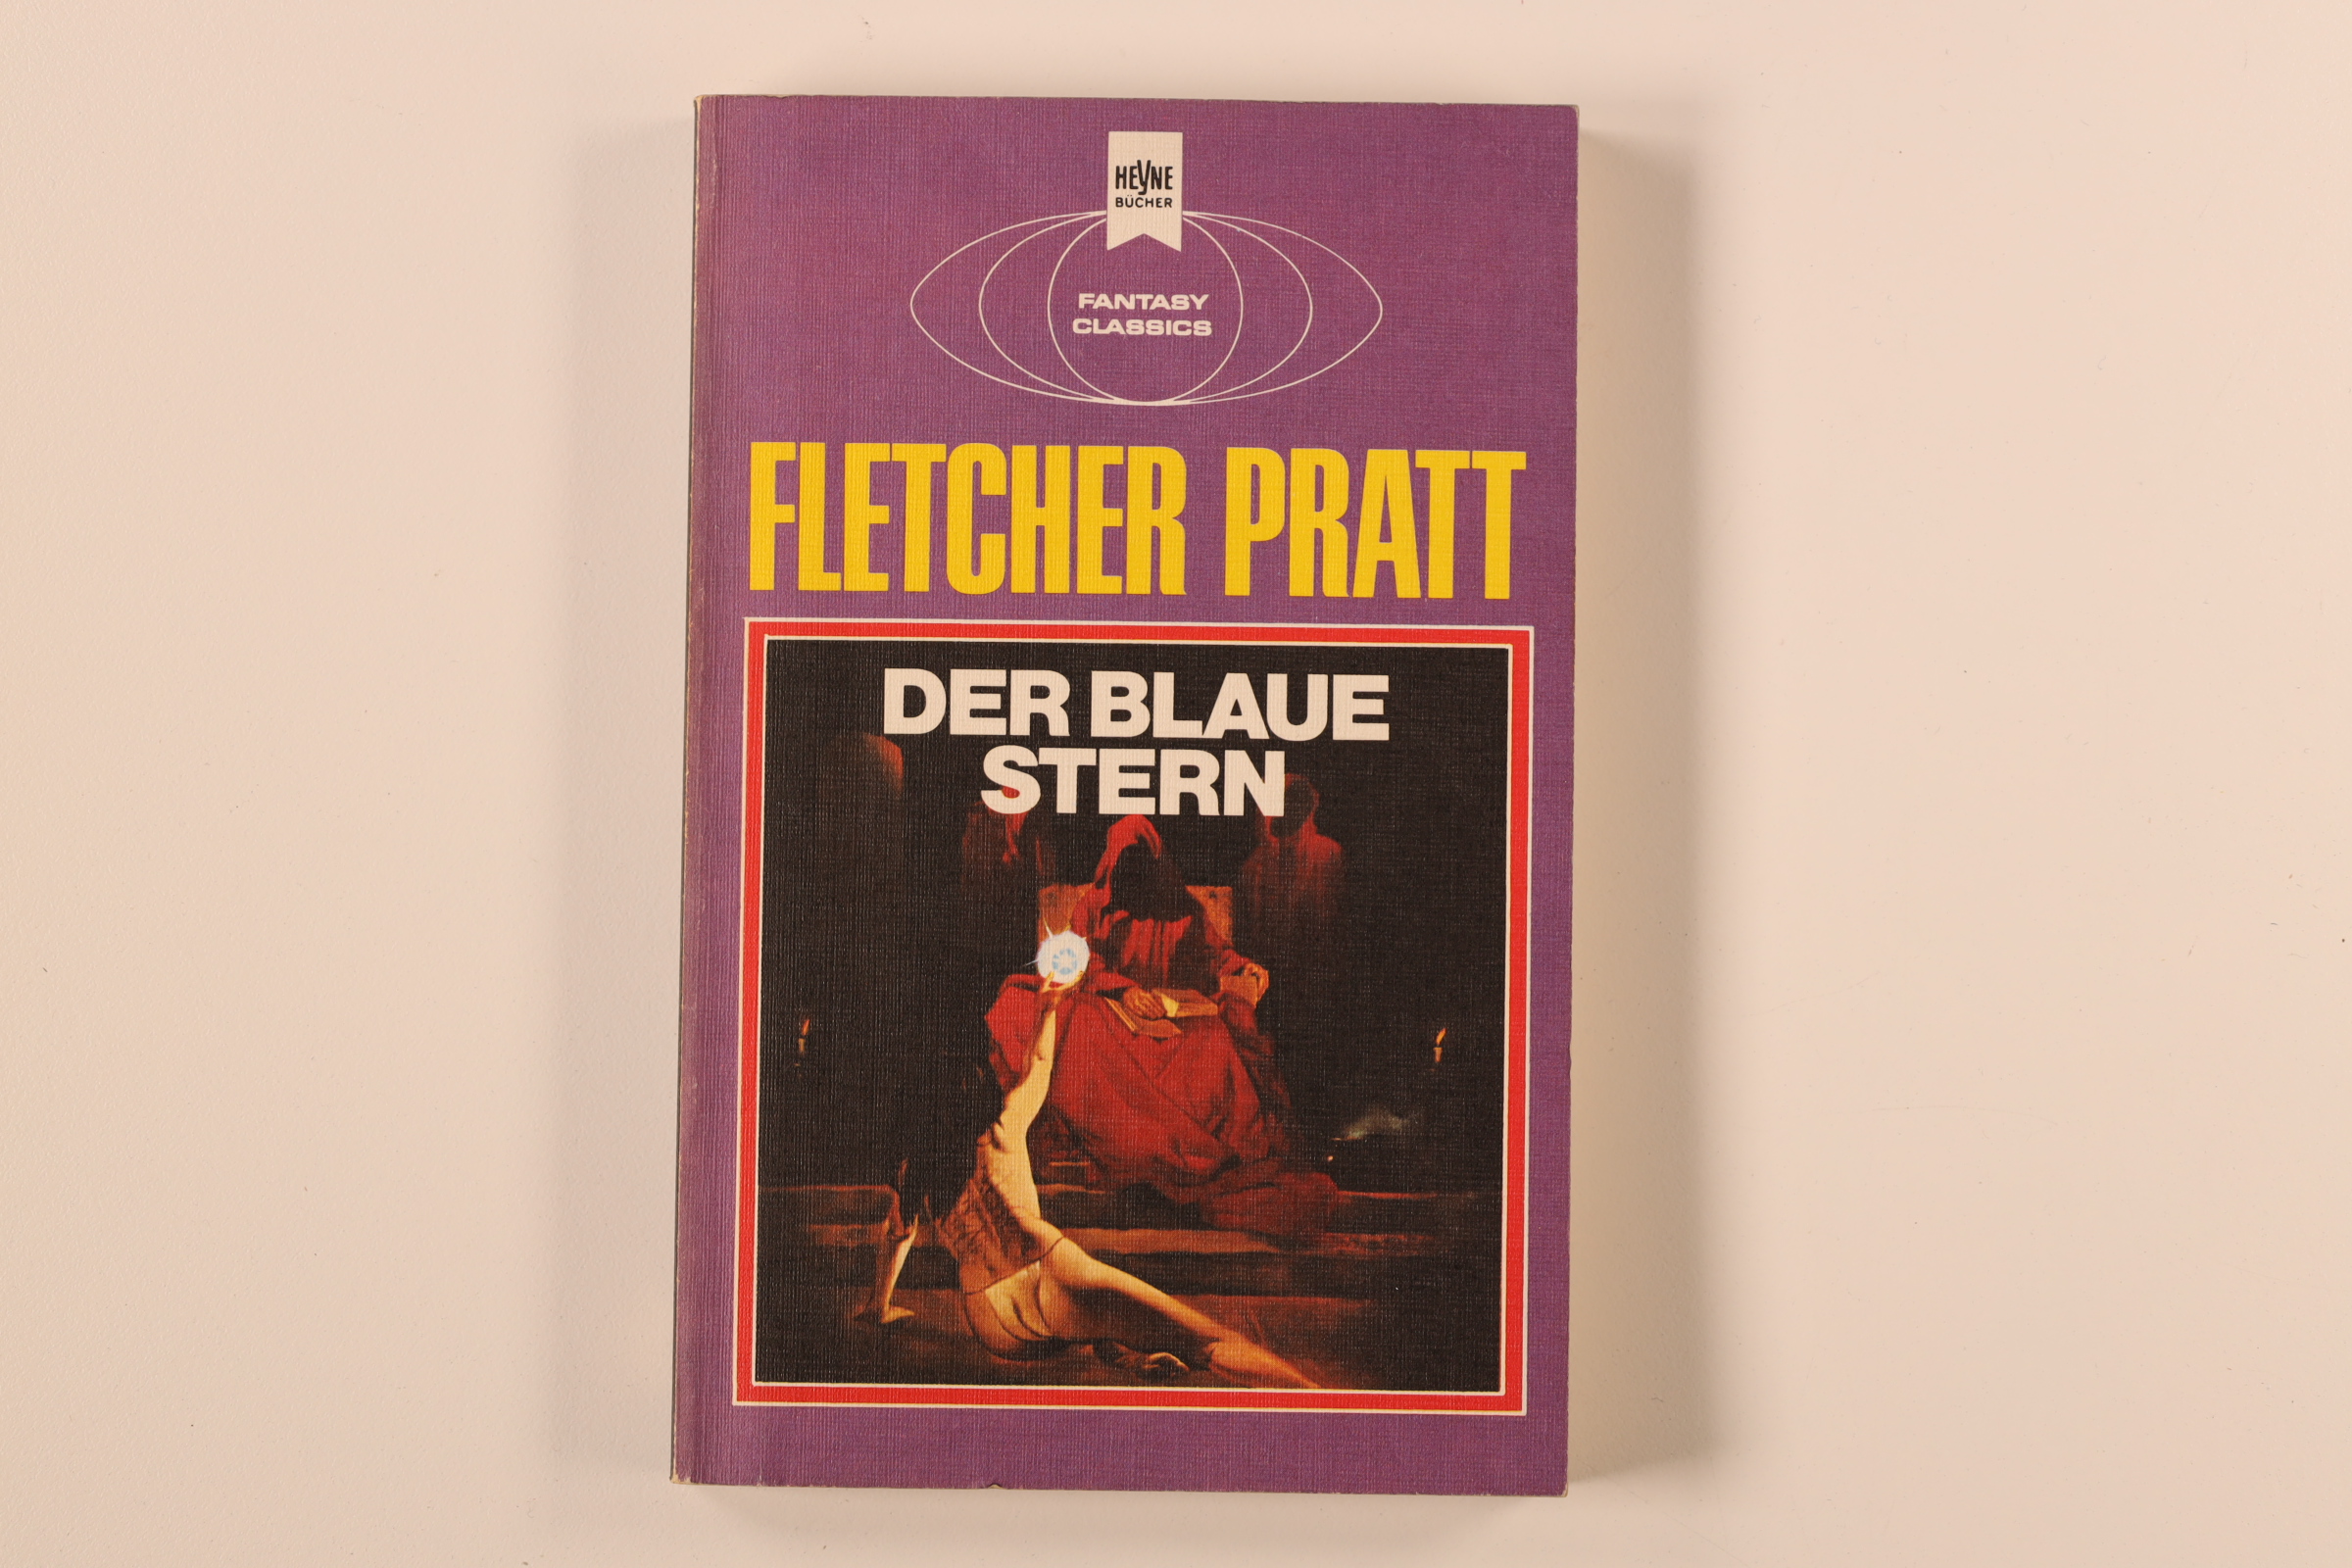 HEYNE
BÜCHER
FANTASY
CLASSICS
FLETCHER PRATT
DER BLAUE
STERN